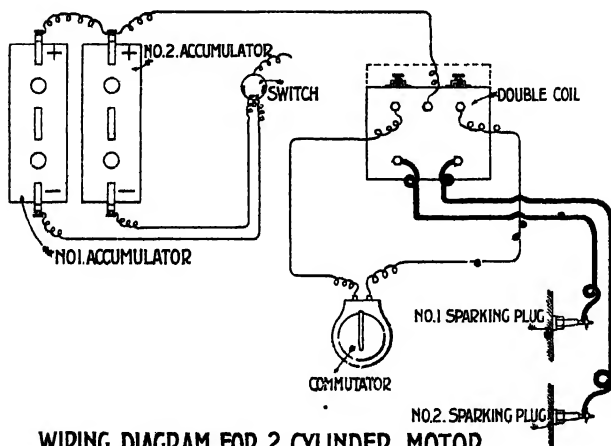 NO.2. ACCUMULATOR
SWITCH
DOUBLE COIL
NO1. ACCUMULATOR
NO.1 SPARKING PLUG
COMMUTATOR
NO.2. SPARKING PLUG
WIRING DIAGRAM FOR 2 CYLINDER MOTOR